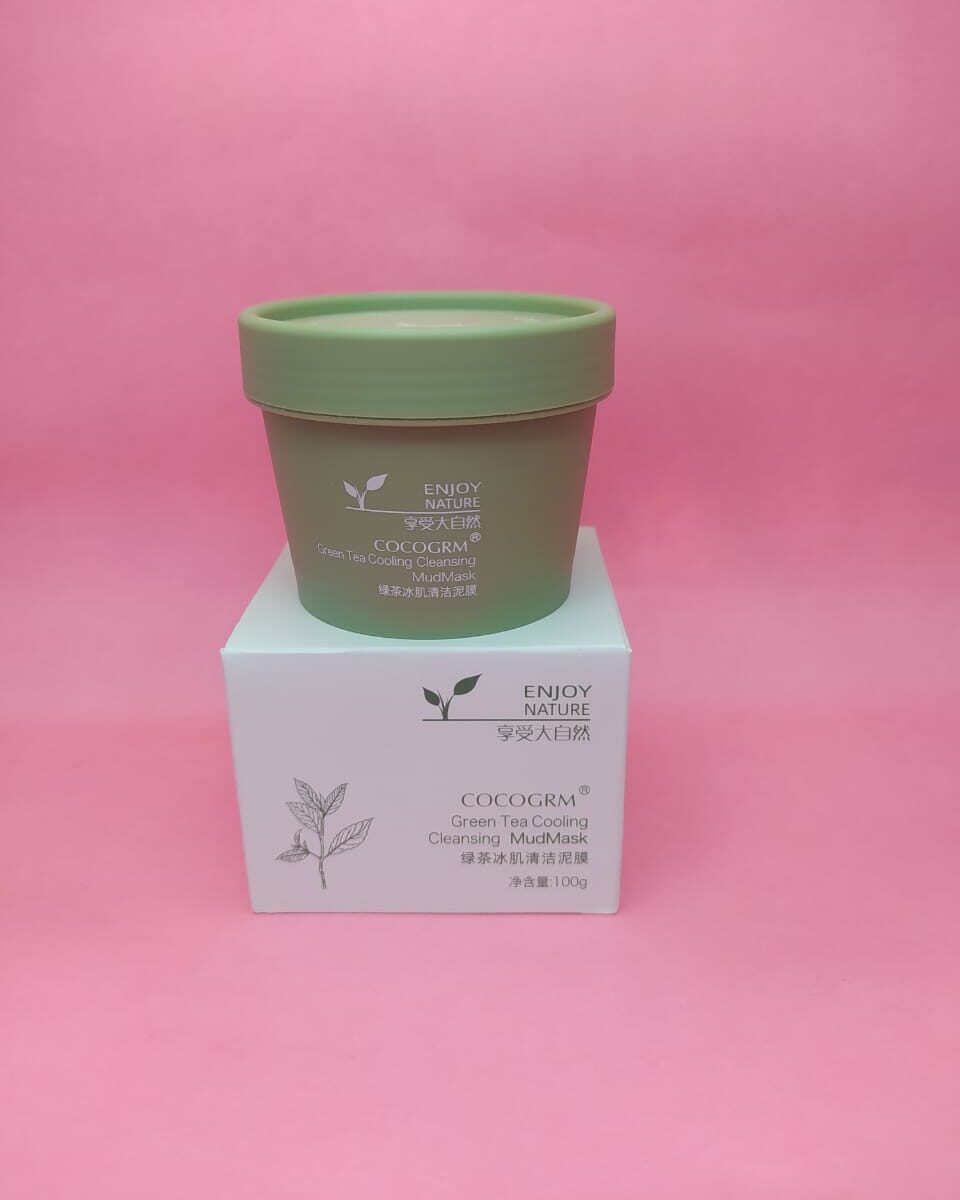 ENJOY
NATURE
享受大自然
COCOGRM®
Green Tea Cooling Cleansing
MudMask
绿茶冰肌清洁泥膜
ENJOY
NATURE
享受大自然
COCOGRM®
Green Tea Cooling
Cleansing MudMask
绿茶冰肌清洁泥膜
净含量:100g